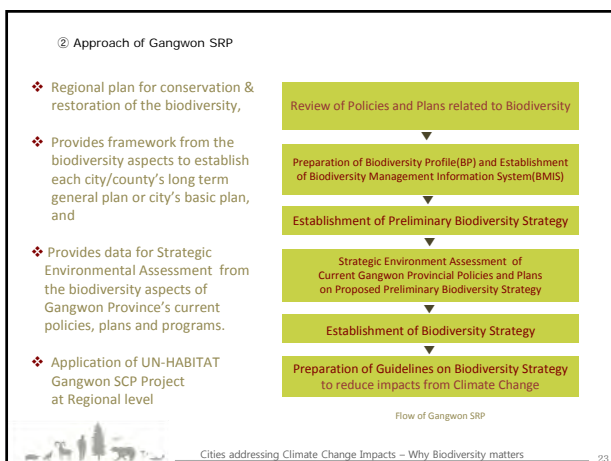 ② Approach of Gangwon SRP
❖ Regional plan for conservation &
restoration of the biodiversity,
❖ Provides framework from the
biodiversity aspects to establish
each city/county's long term
general plan or city's basic plan,
and
❖ Provides data for Strategic
Environmental Assessment from
the biodiversity aspects of
Gangwon Province's current
policies, plans and programs.
❖ Application of UN-HABITAT
Gangwon SCP Project
at Regional level
Review of Policies and Plans related to Biodiversity
Preparation of Biodiversity Profile(BP) and Establishment
of Biodiversity Management Information System(BMIS)
Establishment of Preliminary Biodiversity Strategy
Strategic Environment Assessment of
Current Gangwon Provincial Policies and Plans
on Proposed Preliminary Biodiversity Strategy
Establishment of Biodiversity Strategy
Preparation of Guidelines on Biodiversity Strategy
to reduce impacts from Climate Change
Flow of Gangwon SRP
Cities addressing Climate Change Impacts – Why Biodiversity matters
23